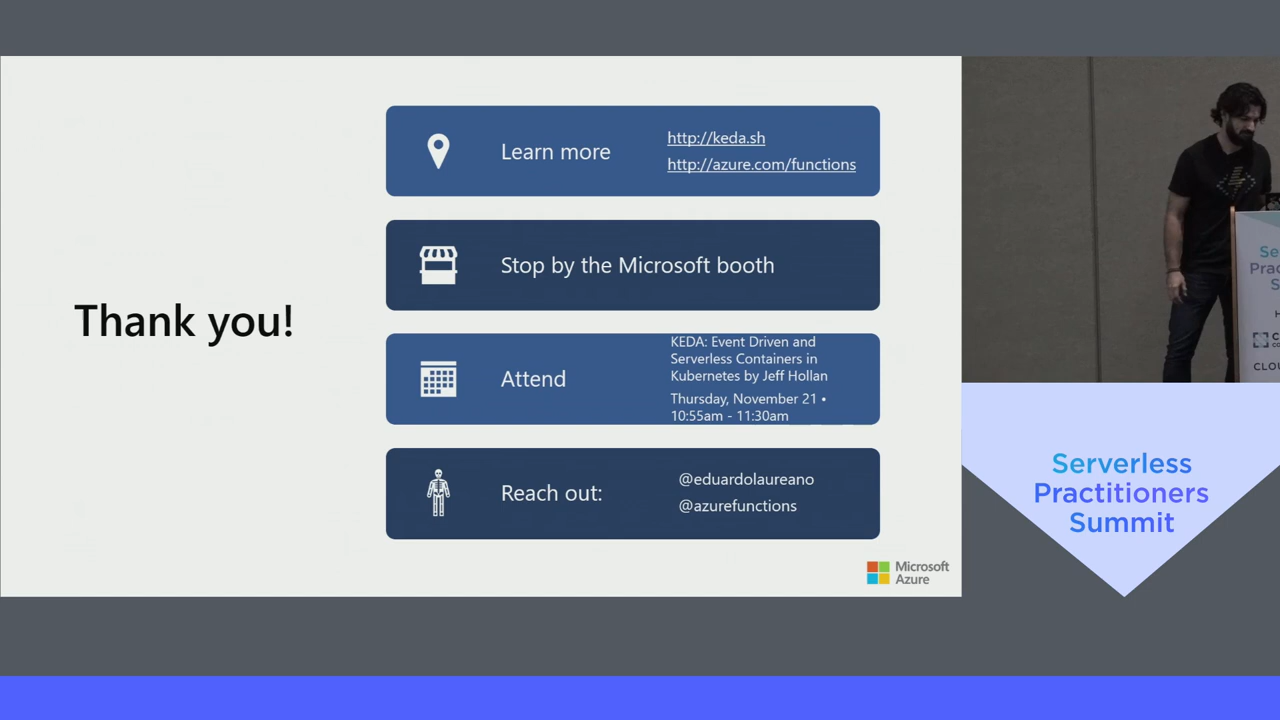 Thank you!
Learn more
http://keda.sh
http://azure.com/functions
Stop by the Microsoft booth
Attend
KEDA: Event Driven and
Serverless Containers in
Kubernetes by Jeff Hollan
Thursday, November 21 •
10:55am - 11:30am
Reach out:
@eduardolaureano
@azurefunctions
Microsoft
Azure
Serverless
Practitioners
Summit